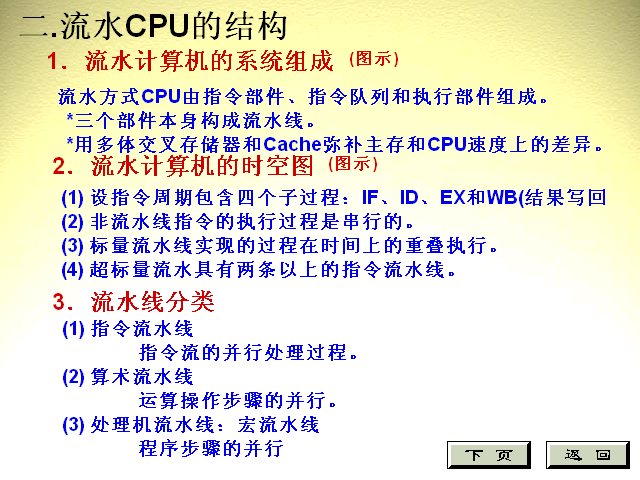 二.流水CPU的结构
1．流水计算机的系统组成 (图示)
流水方式CPU由指令部件、指令队列和执行部件组成。
*三个部件本身构成流水线。
*用多体交叉存储器和Cache弥补主存和CPU速度上的差异。
2．流水计算机的时空图 (图示)
(1) 设指令周期包含四个子过程：IF、ID、EX和WB(结果写回
(2) 非流水线指令的执行过程是串行的。
(3) 标量流水线实现的过程在时间上的重叠执行。
(4) 超标量流水具有两条以上的指令流水线。
3．流水线分类
(1) 指令流水线
指令流的并行处理过程。
(2) 算术流水线
运算操作步骤的并行。
(3) 处理机流水线：宏流水线
程序步骤的并行
下页 返回